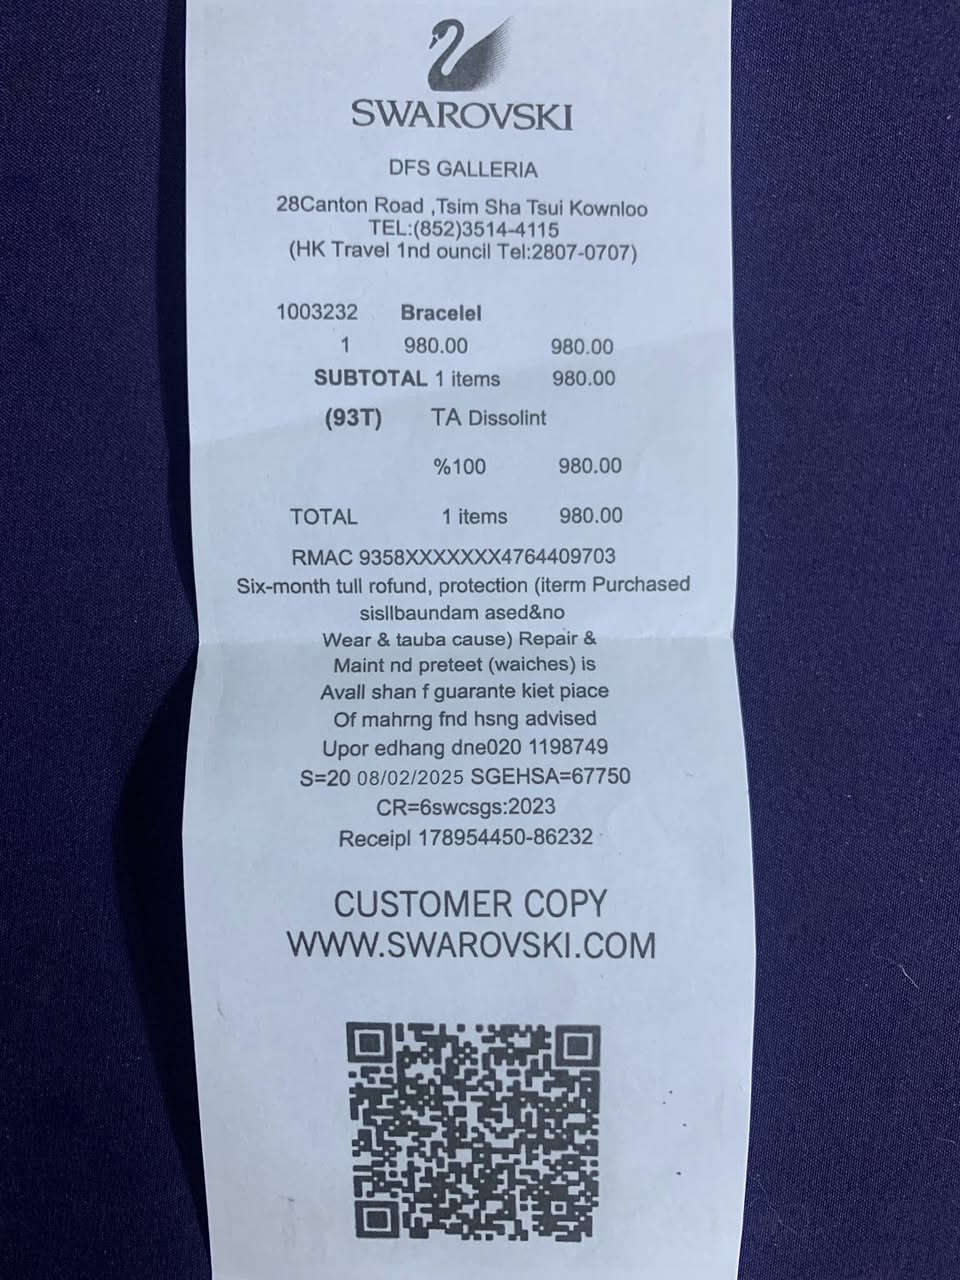 SWAROVSKI
DFS GALLERIA
28Canton Road ,Tsim Sha Tsui Kownloo
TEL:(852)3514-4115
(HK Travel 1nd ouncil Tel:2807-0707)
1003232 Bracelel
1 980.00 980.00
SUBTOTAL 1 items 980.00
(93T) TA Dissolint
%100 980.00
TOTAL 1 items 980.00
RMAC 9358XXXXXXX4764409703
Six-month tull rofund, protection (iterm Purchased
sisllbaundam ased&no
Wear & tauba cause) Repair &
Maint nd preteet (waiches) is
Avall shan f guarante kiet piace
Of mahrng fnd hsng advised
Upor edhang dne020 1198749
S=20 08/02/2025 SGEHSA=67750
CR=6swcsgs:2023
Receipl 178954450-86232
CUSTOMER COPY
WWW.SWAROVSKI.COM